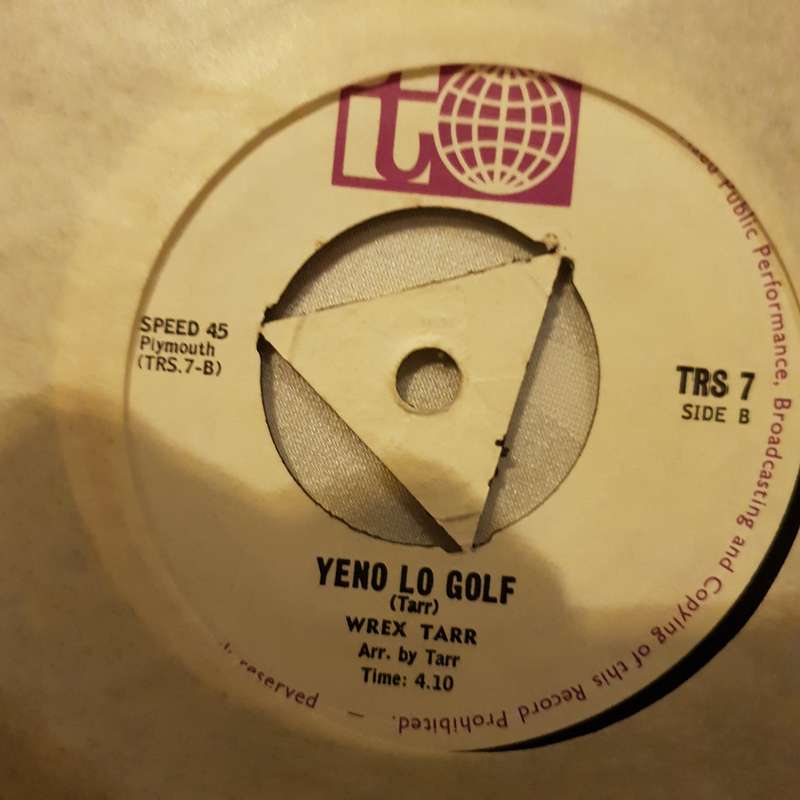 t
SPEED 45
Plymouth
(TRS.7-B)
TRS 7
SIDE B
YENO LO GOLF
(Tarr)
WREX TARR
Arr. by Tarr
Time: 4.10
Public Performance, Broadcasting and Copying of this Record Prohibited. — reserved